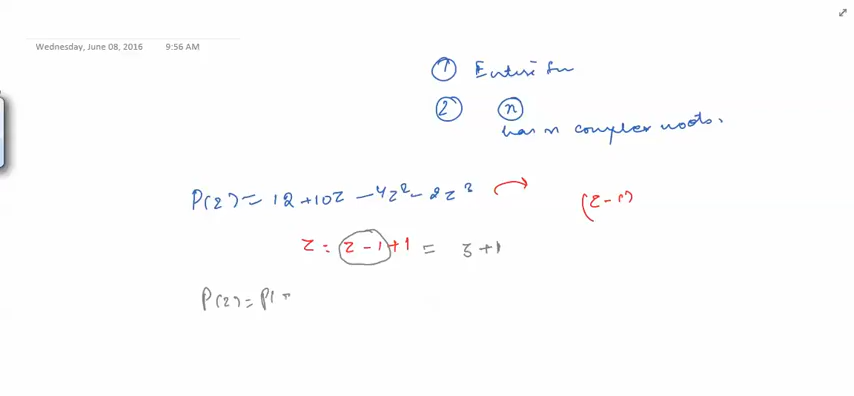 Wednesday, June 08, 2016 9:56 AM
① Entire fn
② ⓝ
has n complex roots.
P(z) = 12 + 10z - 4z² - 2z³ → (z-1)
z = z-1 + 1 = ζ + 1
P(z) = P(